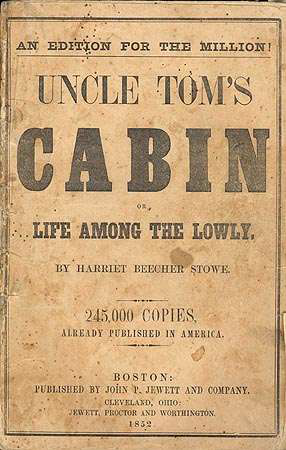 AN EDITION FOR THE MILLION!
UNCLE TOM'S
CABIN
OR,
LIFE AMONG THE LOWLY.
BY HARRIET BEECHER STOWE.
245,000 COPIES,
ALREADY PUBLISHED IN AMERICA.
BOSTON:
PUBLISHED BY JOHN P. JEWETT AND COMPANY.
CLEVELAND, OHIO:
JEWETT, PROCTOR AND WORTHINGTON.
1852